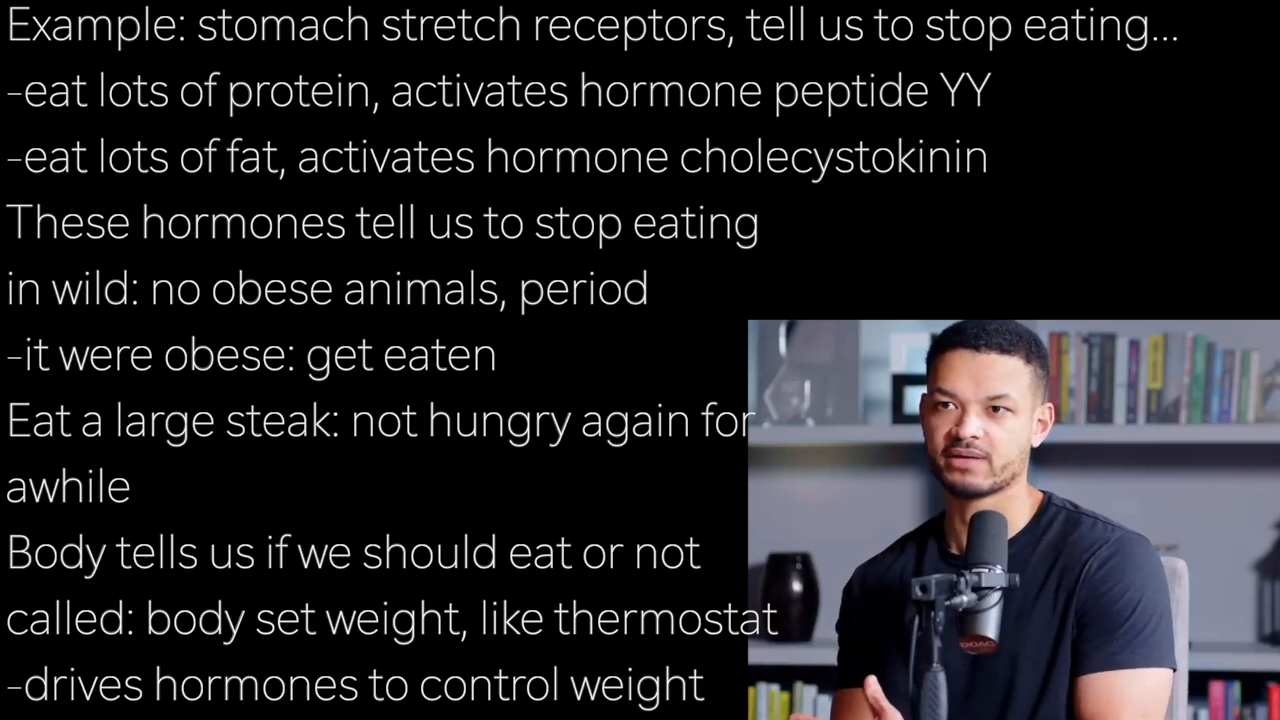 Example: stomach stretch receptors, tell us to stop eating...
-eat lots of protein, activates hormone peptide YY
-eat lots of fat, activates hormone cholecystokinin
These hormones tell us to stop eating
in wild: no obese animals, period
-it were obese: get eaten
Eat a large steak: not hungry again for
awhile
Body tells us if we should eat or not
called: body set weight, like thermostat
-drives hormones to control weight
DOAC